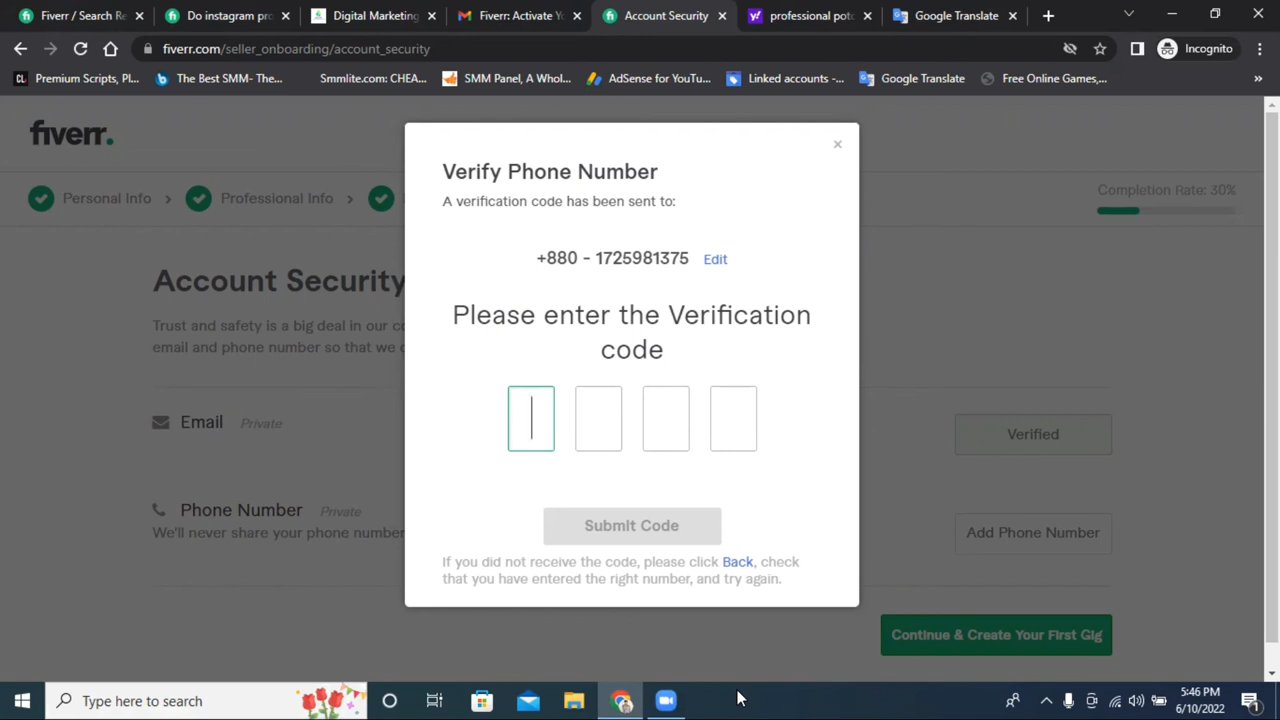 Fiverr / Search Re
Do instagram pro
Digital Marketing
Fiverr: Activate Yo
Account Security
professional pot
Google Translate
fiverr.com/seller_onboarding/account_security
Incognito
Premium Scripts, Pl...
The Best SMM- The...
Smmlite.com: CHEA...
SMM Panel, A Whol...
AdSense for YouTu...
Linked accounts -...
Google Translate
Free Online Games,...
fiverr.
Personal Info
Professional Info
Completion Rate: 30%
Account Security
Trust and safety is a big deal in our co
email and phone number so that we c
Email Private
Verified
Phone Number Private
We'll never share your phone number
Add Phone Number
Continue & Create Your First Gig
Verify Phone Number
A verification code has been sent to:
+880 - 1725981375 Edit
Please enter the Verification
code
Submit Code
If you did not receive the code, please click Back, check
that you have entered the right number, and try again.
Type here to search
3:46 PM
6/10/2022
1